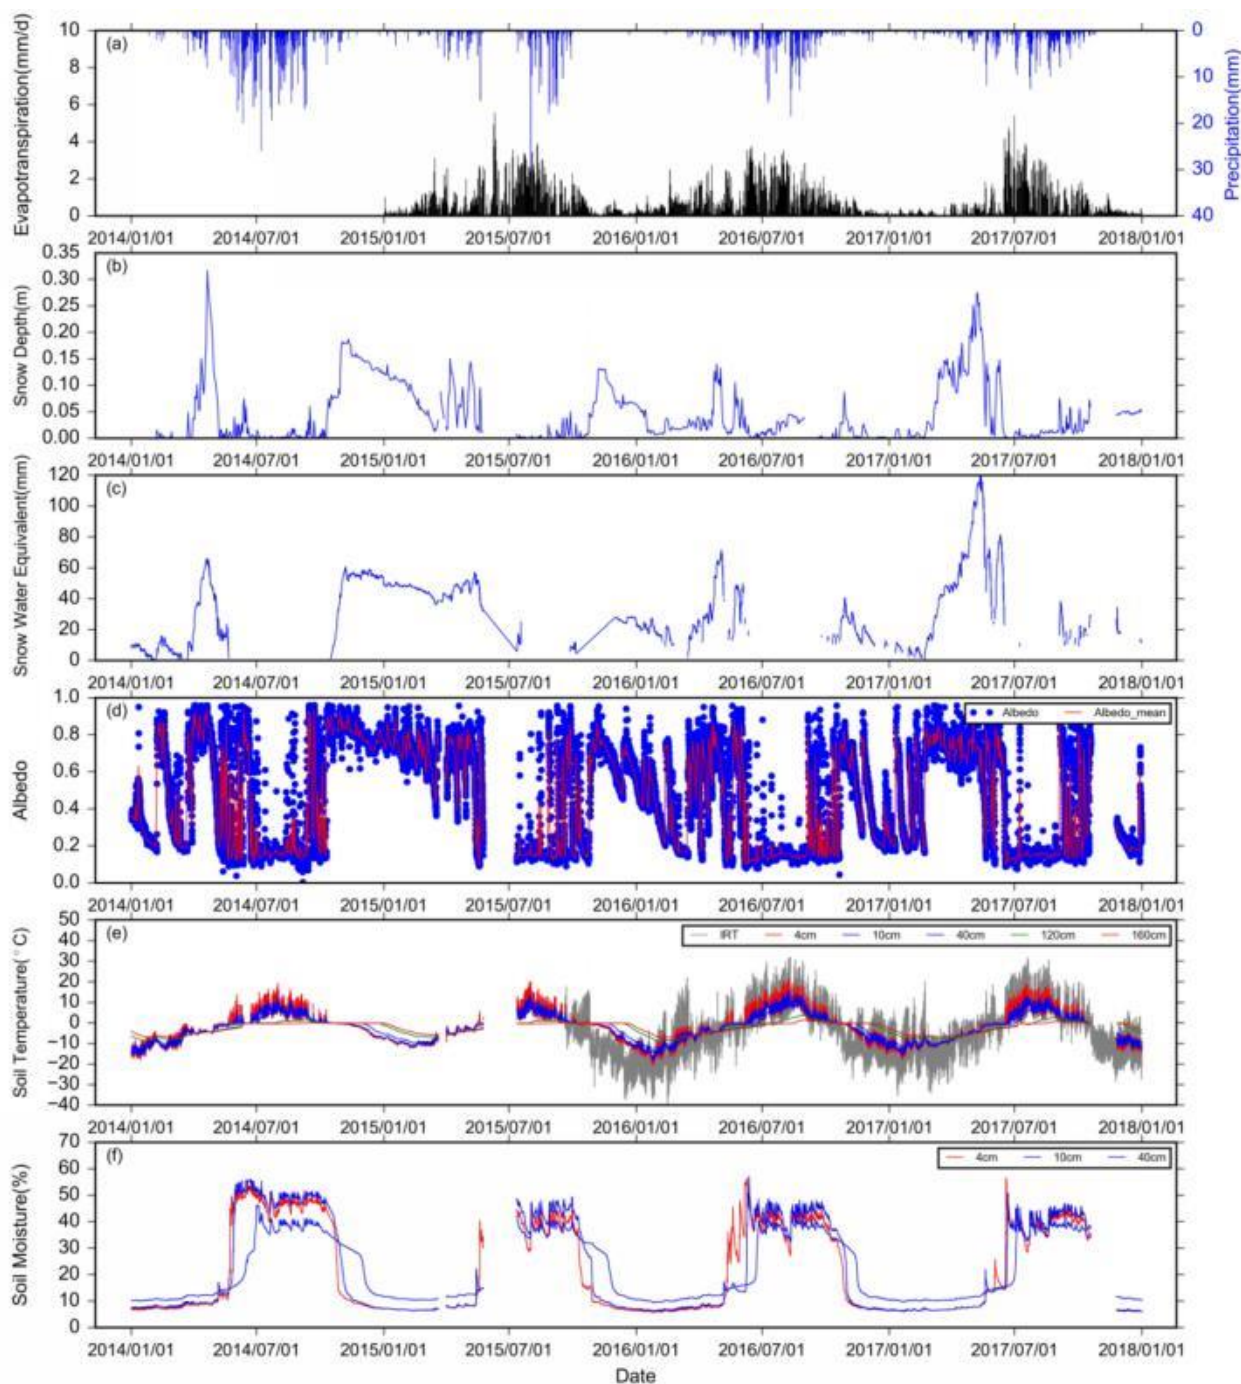 Evapotranspiration(mm/d)
10
8
6
4
2
0
(a)
0
10
20
30
40
Precipitation(mm)
2014/01/01 2014/07/01 2015/01/01 2015/07/01 2016/01/01 2016/07/01 2017/01/01 2017/07/01 2018/01/01
Snow Depth(m)
0.35
0.30
0.25
0.20
0.15
0.10
0.05
0.00
(b)
2014/01/01 2014/07/01 2015/01/01 2015/07/01 2016/01/01 2016/07/01 2017/01/01 2017/07/01 2018/01/01
Snow Water Equivalent(mm)
120
100
80
60
40
20
0
(c)
2014/01/01 2014/07/01 2015/01/01 2015/07/01 2016/01/01 2016/07/01 2017/01/01 2017/07/01 2018/01/01
Albedo
1.0
0.8
0.6
0.4
0.2
0.0
(d)
Albedo Albedo_mean
2014/01/01 2014/07/01 2015/01/01 2015/07/01 2016/01/01 2016/07/01 2017/01/01 2017/07/01 2018/01/01
Soil Temperature(°C)
50
40
30
20
10
0
−10
−20
−30
−40
(e)
IRT 4cm 10cm 40cm 120cm 160cm
2014/01/01 2014/07/01 2015/01/01 2015/07/01 2016/01/01 2016/07/01 2017/01/01 2017/07/01 2018/01/01
Soil Moisture(%)
70
60
50
40
30
20
10
0
(f)
4cm 10cm 40cm
2014/01/01 2014/07/01 2015/01/01 2015/07/01 2016/01/01 2016/07/01 2017/01/01 2017/07/01 2018/01/01
Date